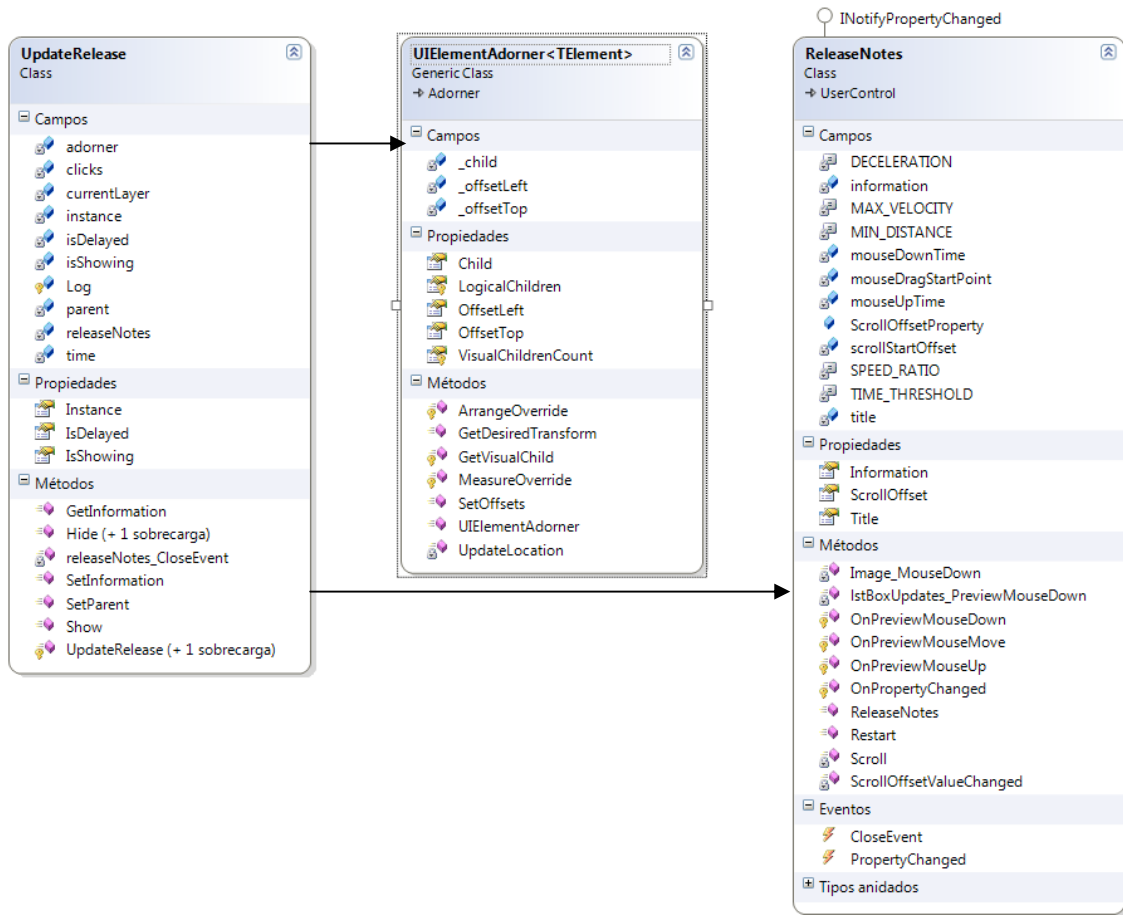 UpdateRelease
Class
Campos
adorner
clicks
currentLayer
instance
isDelayed
isShowing
Log
parent
releaseNotes
time
Propiedades
Instance
IsDelayed
IsShowing
Métodos
GetInformation
Hide (+ 1 sobrecarga)
releaseNotes_CloseEvent
SetInformation
SetParent
Show
UpdateRelease (+ 1 sobrecarga)
UIElementAdorner<TElement>
Generic Class
Adorner
Campos
_child
_offsetLeft
_offsetTop
Propiedades
Child
LogicalChildren
OffsetLeft
OffsetTop
VisualChildrenCount
Métodos
ArrangeOverride
GetDesiredTransform
GetVisualChild
MeasureOverride
SetOffsets
UIElementAdorner
UpdateLocation
INotifyPropertyChanged
ReleaseNotes
Class
UserControl
Campos
DECELERATION
information
MAX_VELOCITY
MIN_DISTANCE
mouseDownTime
mouseDragStartPoint
mouseUpTime
ScrollOffsetProperty
scrollStartOffset
SPEED_RATIO
TIME_THRESHOLD
title
Propiedades
Information
ScrollOffset
Title
Métodos
Image_MouseDown
lstBoxUpdates_PreviewMouseDown
OnPreviewMouseDown
OnPreviewMouseMove
OnPreviewMouseUp
OnPropertyChanged
ReleaseNotes
Restart
Scroll
ScrollOffsetValueChanged
Eventos
CloseEvent
PropertyChanged
Tipos anidados